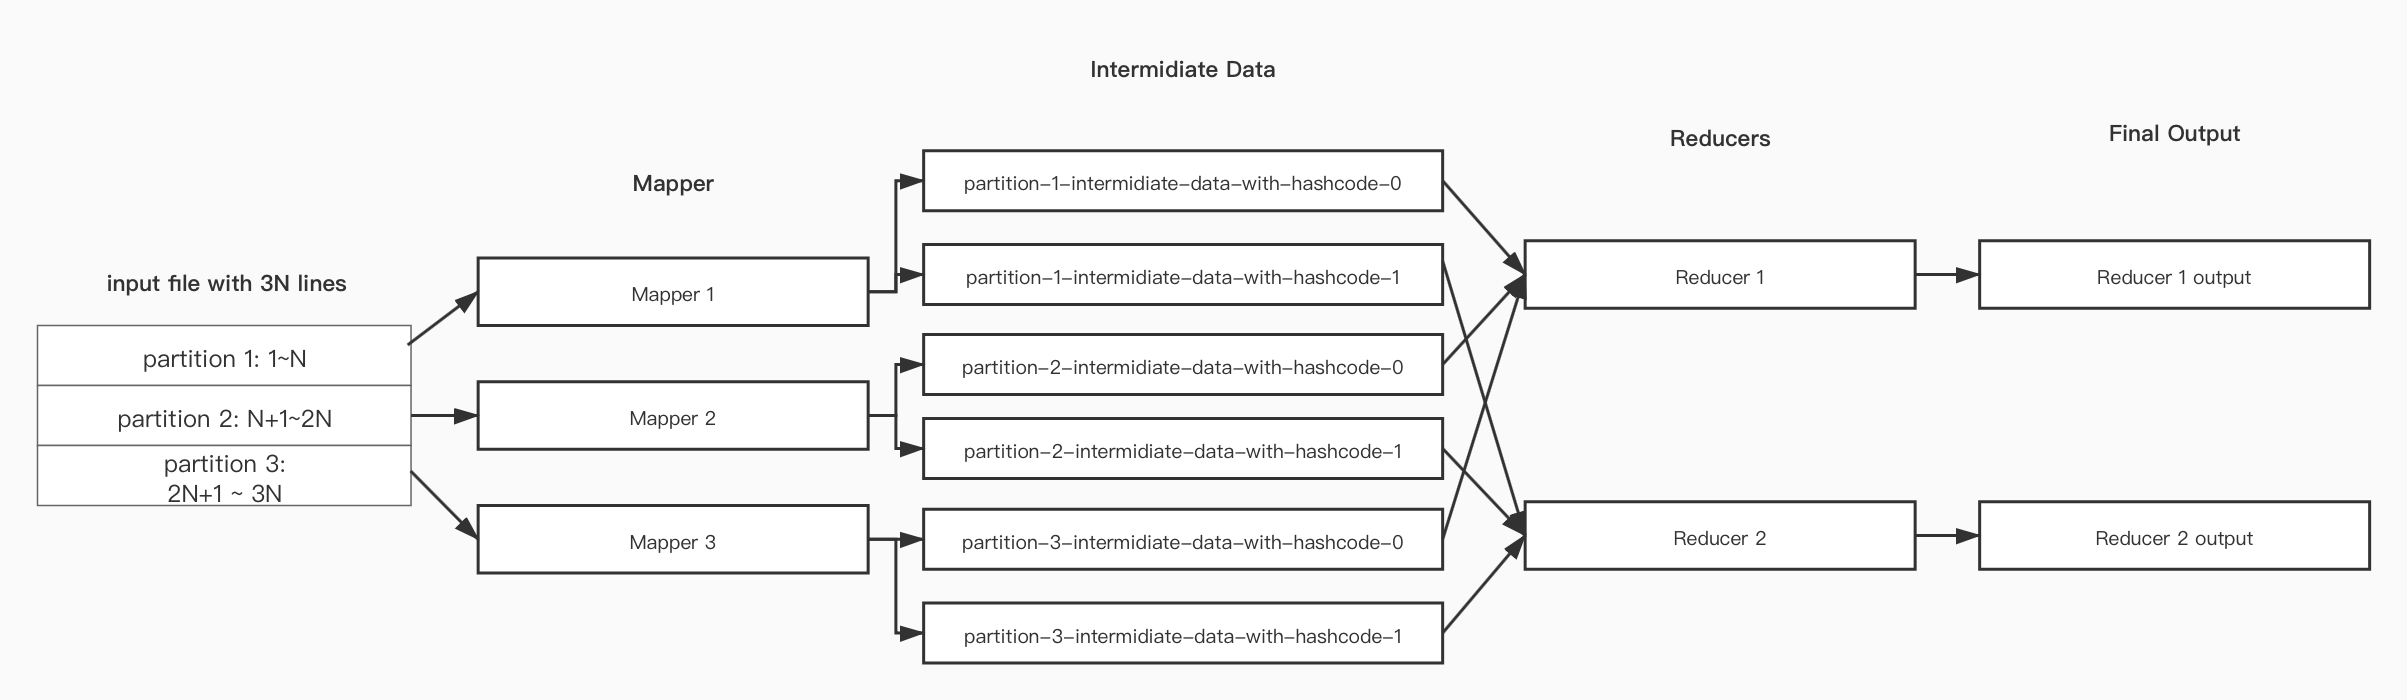 Intermidiate Data
Reducers
Final Output
Mapper
input file with 3N lines
partition 1: 1~N
partition 2: N+1~2N
partition 3:
2N+1 ~ 3N
Mapper 1
Mapper 2
Mapper 3
partition-1-intermidiate-data-with-hashcode-0
partition-1-intermidiate-data-with-hashcode-1
partition-2-intermidiate-data-with-hashcode-0
partition-2-intermidiate-data-with-hashcode-1
partition-3-intermidiate-data-with-hashcode-0
partition-3-intermidiate-data-with-hashcode-1
Reducer 1
Reducer 2
Reducer 1 output
Reducer 2 output